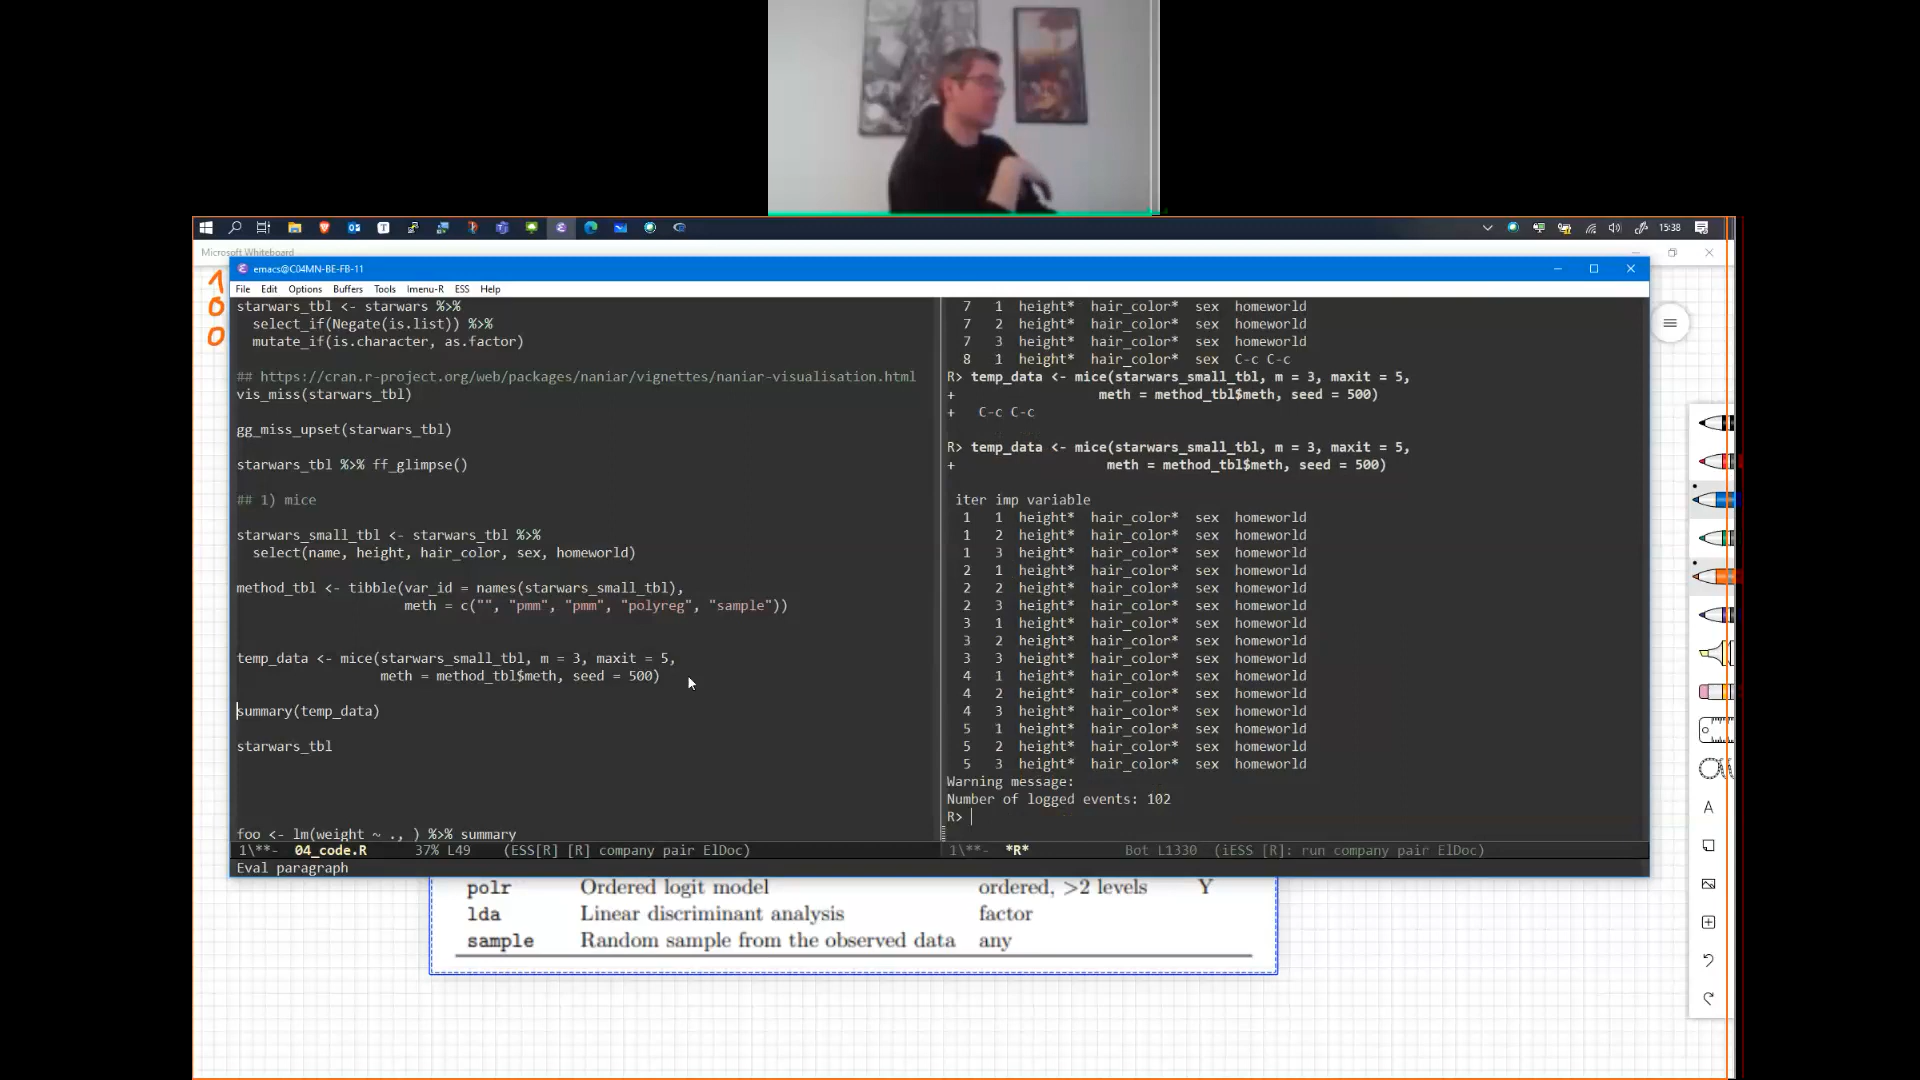 15:38
Microsoft Whiteboard
1
0
0
emacs@C04MN-BE-FB-11
File Edit Options Buffers Tools Imenu-R ESS Help
starwars_tbl <- starwars %>%
select_if(Negate(is.list)) %>%
mutate_if(is.character, as.factor)
## https://cran.r-project.org/web/packages/naniar/vignettes/naniar-visualisation.html
vis_miss(starwars_tbl)
gg_miss_upset(starwars_tbl)
starwars_tbl %>% ff_glimpse()
## 1) mice
starwars_small_tbl <- starwars_tbl %>%
select(name, height, hair_color, sex, homeworld)
method_tbl <- tibble(var_id = names(starwars_small_tbl),
meth = c("", "pmm", "pmm", "polyreg", "sample"))
temp_data <- mice(starwars_small_tbl, m = 3, maxit = 5,
meth = method_tbl$meth, seed = 500)
summary(temp_data)
starwars_tbl
foo <- lm(weight ~ ., ) %>% summary
1\**- 04_code.R 37% L49 (ESS[R] [R] company pair ElDoc)
Eval paragraph
7 1 height* hair_color* sex homeworld
7 2 height* hair_color* sex homeworld
7 3 height* hair_color* sex homeworld
8 1 height* hair_color* sex C-c C-c
R> temp_data <- mice(starwars_small_tbl, m = 3, maxit = 5,
+ meth = method_tbl$meth, seed = 500)
+ C-c C-c
R> temp_data <- mice(starwars_small_tbl, m = 3, maxit = 5,
+ meth = method_tbl$meth, seed = 500)
iter imp variable
1 1 height* hair_color* sex homeworld
1 2 height* hair_color* sex homeworld
1 3 height* hair_color* sex homeworld
2 1 height* hair_color* sex homeworld
2 2 height* hair_color* sex homeworld
2 3 height* hair_color* sex homeworld
3 1 height* hair_color* sex homeworld
3 2 height* hair_color* sex homeworld
3 3 height* hair_color* sex homeworld
4 1 height* hair_color* sex homeworld
4 2 height* hair_color* sex homeworld
4 3 height* hair_color* sex homeworld
5 1 height* hair_color* sex homeworld
5 2 height* hair_color* sex homeworld
5 3 height* hair_color* sex homeworld
Warning message:
Number of logged events: 102
R>
1\**- *R* Bot L1330 (iESS [R]: run company pair ElDoc)
polr Ordered logit model ordered, >2 levels Y
lda Linear discriminant analysis factor
sample Random sample from the observed data any